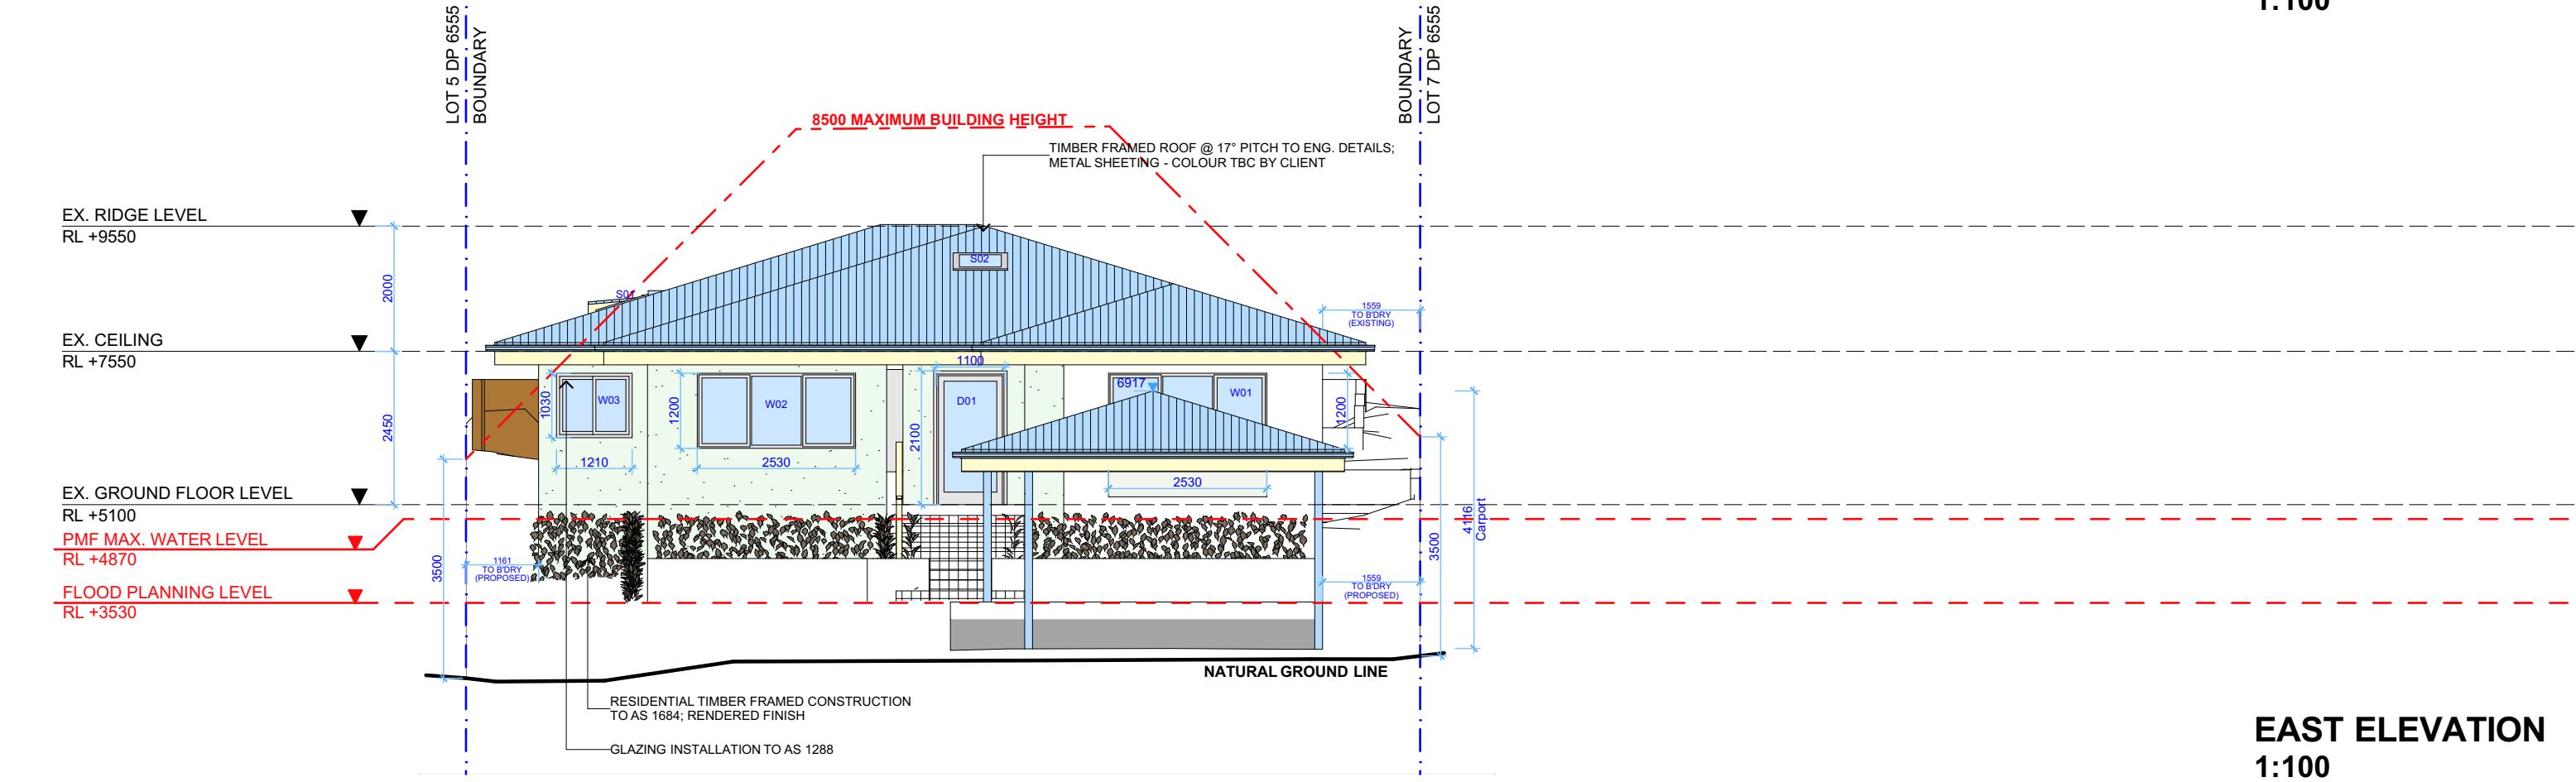 1:100
LOT 5 DP 6555
BOUNDARY
BOUNDARY
LOT 7 DP 6555
8500 MAXIMUM BUILDING HEIGHT
TIMBER FRAMED ROOF @ 17° PITCH TO ENG. DETAILS;
METAL SHEETING - COLOUR TBC BY CLIENT
EX. RIDGE LEVEL
RL +9550
2000
S02
S01
1559
TO B'DRY
(EXISTING)
EX. CEILING
RL +7550
1100
6917
W03
W02
D01
W01
1030
1200
2100
1200
2450
1210
2530
2530
EX. GROUND FLOOR LEVEL
RL +5100
PMF MAX. WATER LEVEL
RL +4870
3500
1161
TO B'DRY
(PROPOSED)
1559
TO B'DRY
(PROPOSED)
3500
4116
Carport
FLOOD PLANNING LEVEL
RL +3530
NATURAL GROUND LINE
RESIDENTIAL TIMBER FRAMED CONSTRUCTION
TO AS 1684; RENDERED FINISH
GLAZING INSTALLATION TO AS 1288
EAST ELEVATION
1:100